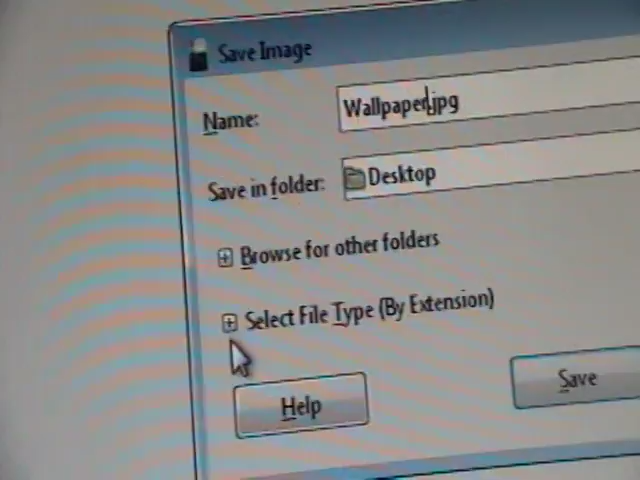 Save Image
Name: Wallpaper.jpg
Save in folder: Desktop
Browse for other folders
Select File Type (By Extension)
Help Save